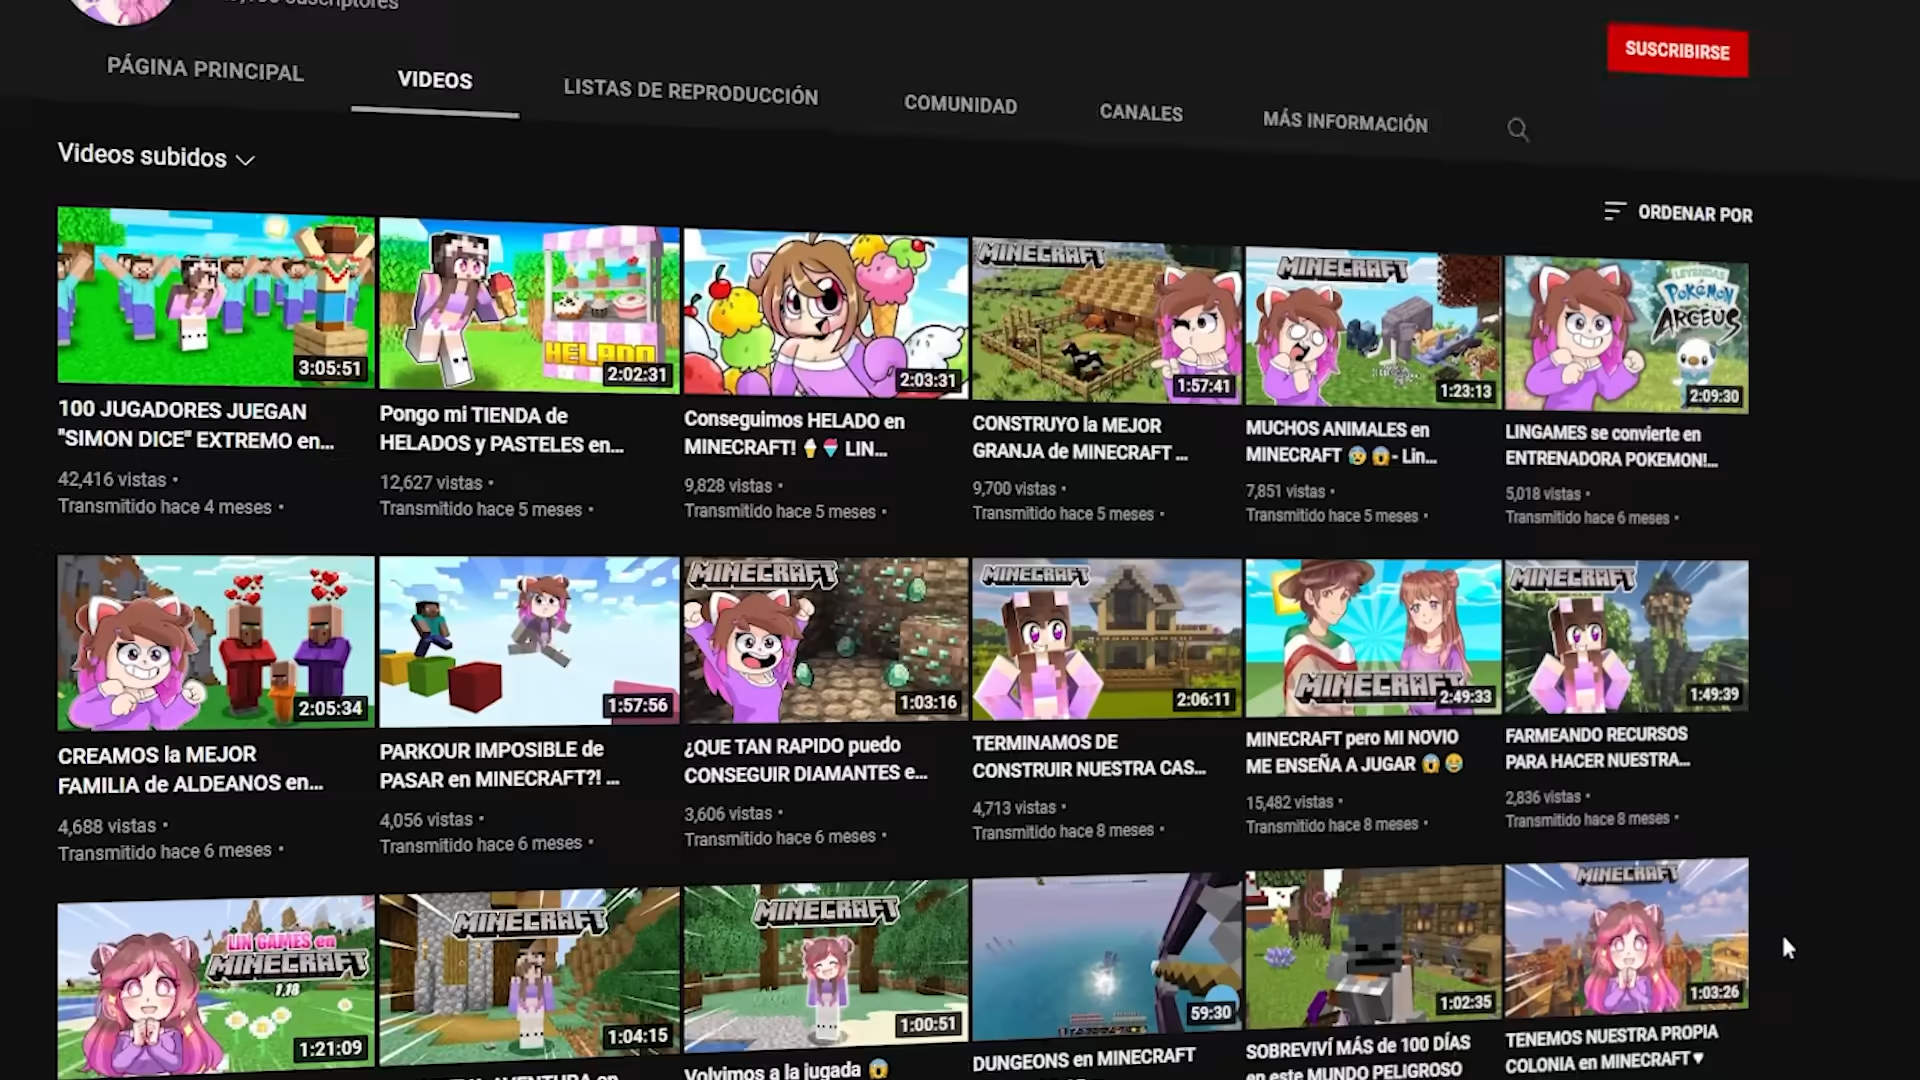 suscriptores
SUSCRIBIRSE
PÁGINA PRINCIPAL
VIDEOS
LISTAS DE REPRODUCCIÓN
COMUNIDAD
CANALES
MÁS INFORMACIÓN
Videos subidos
ORDENAR POR
3:05:51
HELADO
2:02:31
2:03:31
MINECRAFT
1:57:41
MINECRAFT
1:23:13
LEYENDAS
POKÉMON
ARCEUS
2:09:30
100 JUGADORES JUEGAN
"SIMON DICE" EXTREMO en...
42,416 vistas •
Transmitido hace 4 meses •
Pongo mi TIENDA de
HELADOS y PASTELES en...
12,627 vistas •
Transmitido hace 5 meses •
Conseguimos HELADO en
MINECRAFT! 🍦🍧 LIN...
9,828 vistas •
Transmitido hace 5 meses •
CONSTRUYO la MEJOR
GRANJA de MINECRAFT ...
9,700 vistas •
Transmitido hace 5 meses •
MUCHOS ANIMALES en
MINECRAFT 😰😱- Lin...
7,851 vistas •
Transmitido hace 5 meses •
LINGAMES se convierte en
ENTRENADORA POKEMON!...
5,018 vistas •
Transmitido hace 6 meses •
2:05:34
1:57:56
MINECRAFT
1:03:16
MINECRAFT
2:06:11
MINECRAFT
2:49:33
MINECRAFT
1:49:39
CREAMOS la MEJOR
FAMILIA de ALDEANOS en...
4,688 vistas •
Transmitido hace 6 meses •
PARKOUR IMPOSIBLE de
PASAR en MINECRAFT?! ...
4,056 vistas •
Transmitido hace 6 meses •
¿QUE TAN RAPIDO puedo
CONSEGUIR DIAMANTES e...
3,606 vistas •
Transmitido hace 6 meses •
TERMINAMOS DE
CONSTRUIR NUESTRA CAS...
4,713 vistas •
Transmitido hace 8 meses •
MINECRAFT pero MI NOVIO
ME ENSEÑA A JUGAR 😱😂
15,482 vistas •
Transmitido hace 8 meses •
FARMEANDO RECURSOS
PARA HACER NUESTRA...
2,836 vistas •
Transmitido hace 8 meses •
LIN GAMES en
MINECRAFT
1.18
1:21:09
MINECRAFT
1:04:15
MINECRAFT
1:00:51
59:30
1:02:35
MINECRAFT
1:03:26
AVENTURA en
Volvimos a la jugada 😱
DUNGEONS en MINECRAFT
SOBREVIVÍ MÁS de 100 DÍAS
en este MUNDO PELIGROSO
TENEMOS NUESTRA PROPIA
COLONIA en MINECRAFT♥